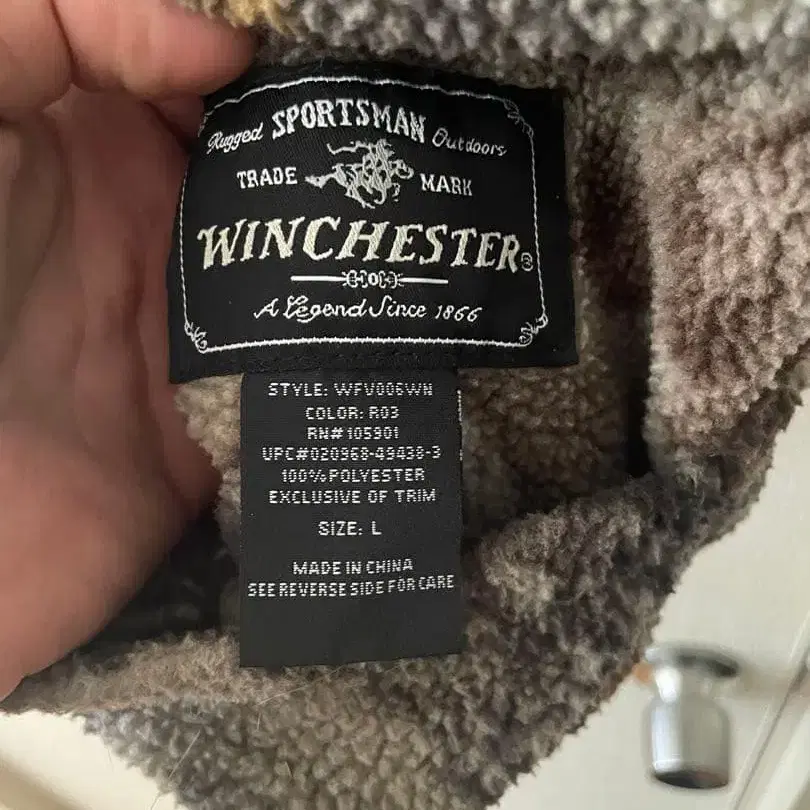 Rugged SPORTSMAN Outdoors
TRADE MARK
WINCHESTER®
A Legend Since 1866
STYLE: WFV006WN
COLOR: R03
RN# 105901
UPC#020968-49438-3
100% POLYESTER
EXCLUSIVE OF TRIM
SIZE: L
MADE IN CHINA
SEE REVERSE SIDE FOR CARE